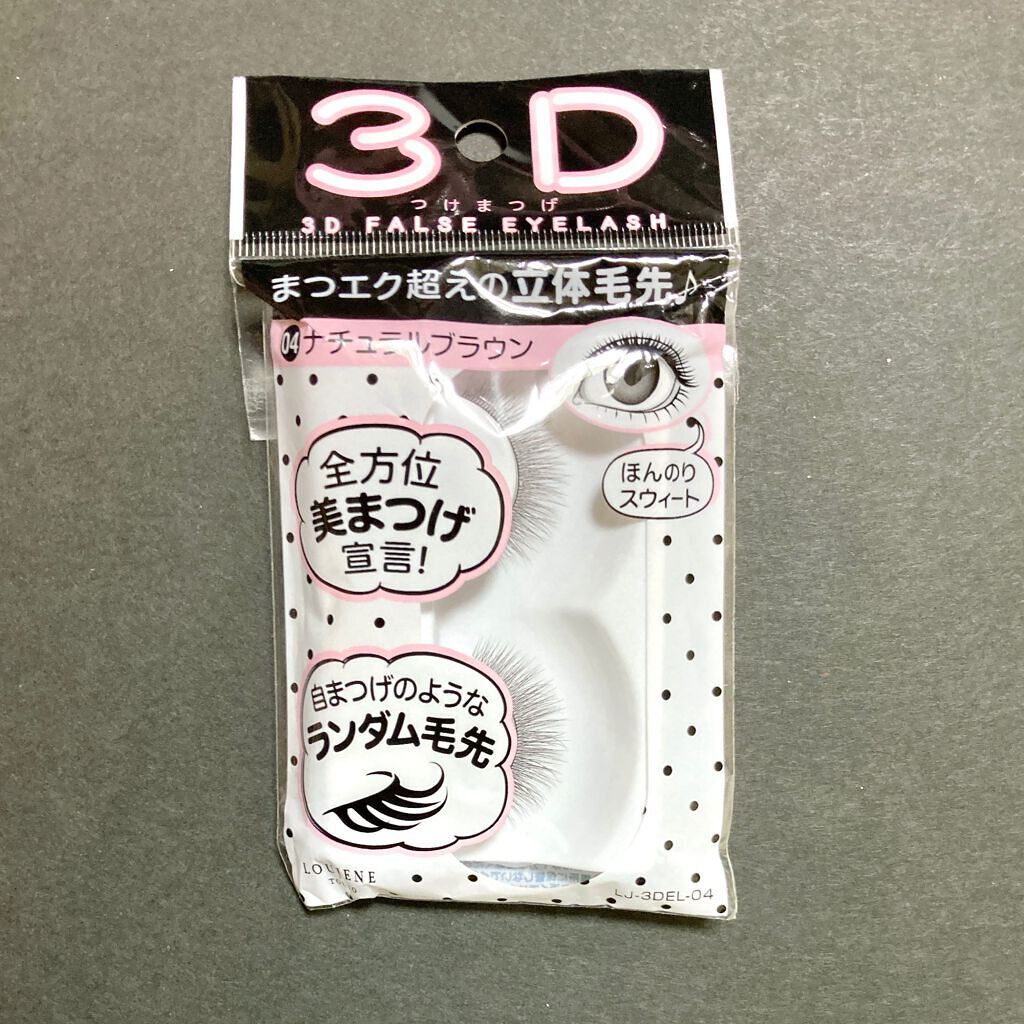 3D
つけまつげ
3D FALSE EYELASH
まつエク超えの立体毛先♪
04 ナチュラルブラウン
ほんのり
スウィート
全方位
美まつげ
宣言!
自まつげのような
ランダム毛先
LJ-3DEL-04